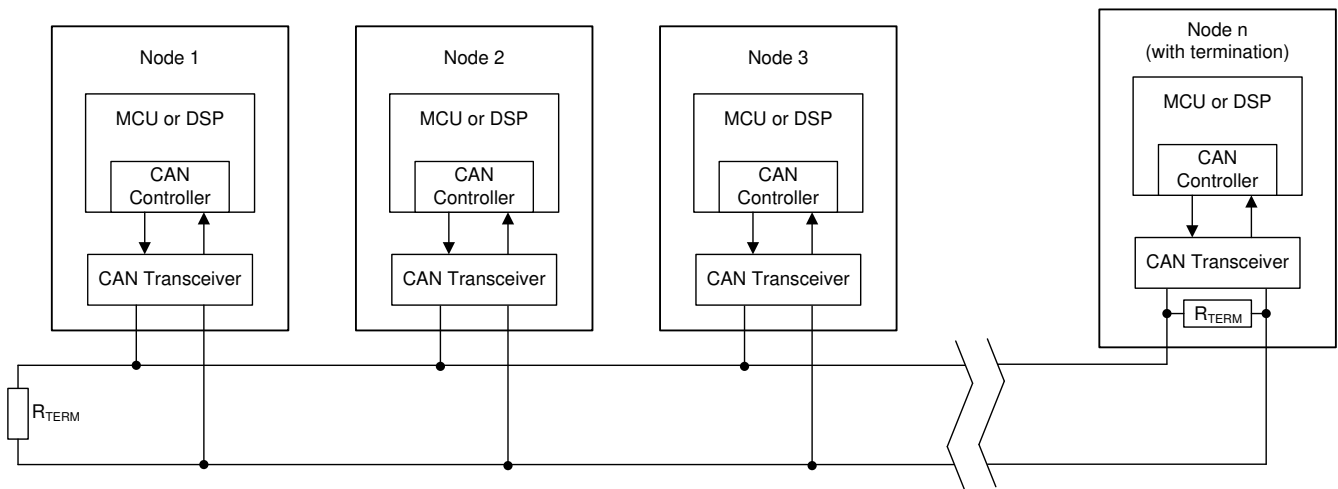 Node 1
MCU or DSP
CAN
Controller
CAN Transceiver
Node 2
MCU or DSP
CAN
Controller
CAN Transceiver
Node 3
MCU or DSP
CAN
Controller
CAN Transceiver
Node n
(with termination)
MCU or DSP
CAN
Controller
CAN Transceiver
RTERM
RTERM